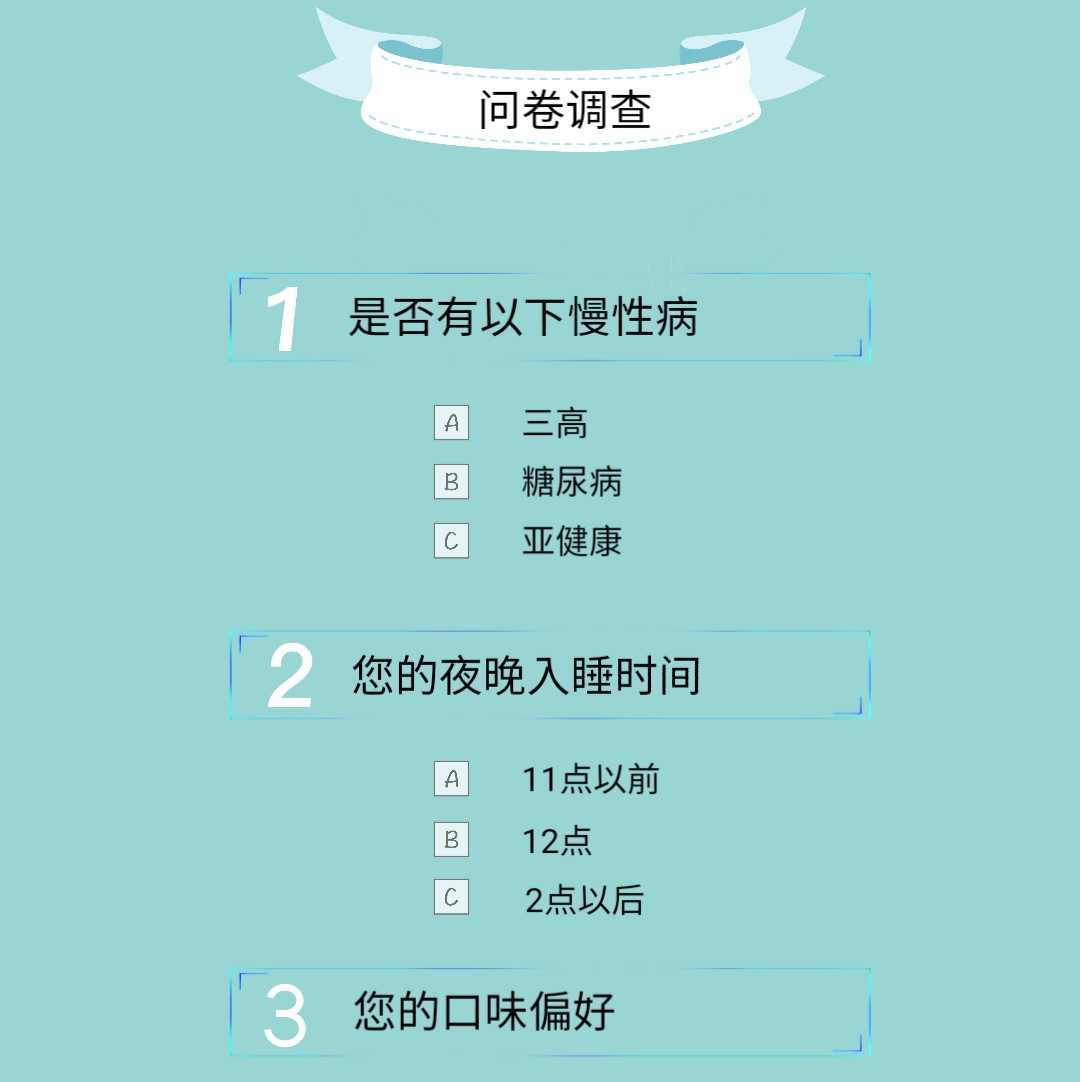 问卷调查
1 是否有以下慢性病
A 三高
B 糖尿病
C 亚健康
2 您的夜晚入睡时间
A 11点以前
B 12点
C 2点以后
3 您的口味偏好